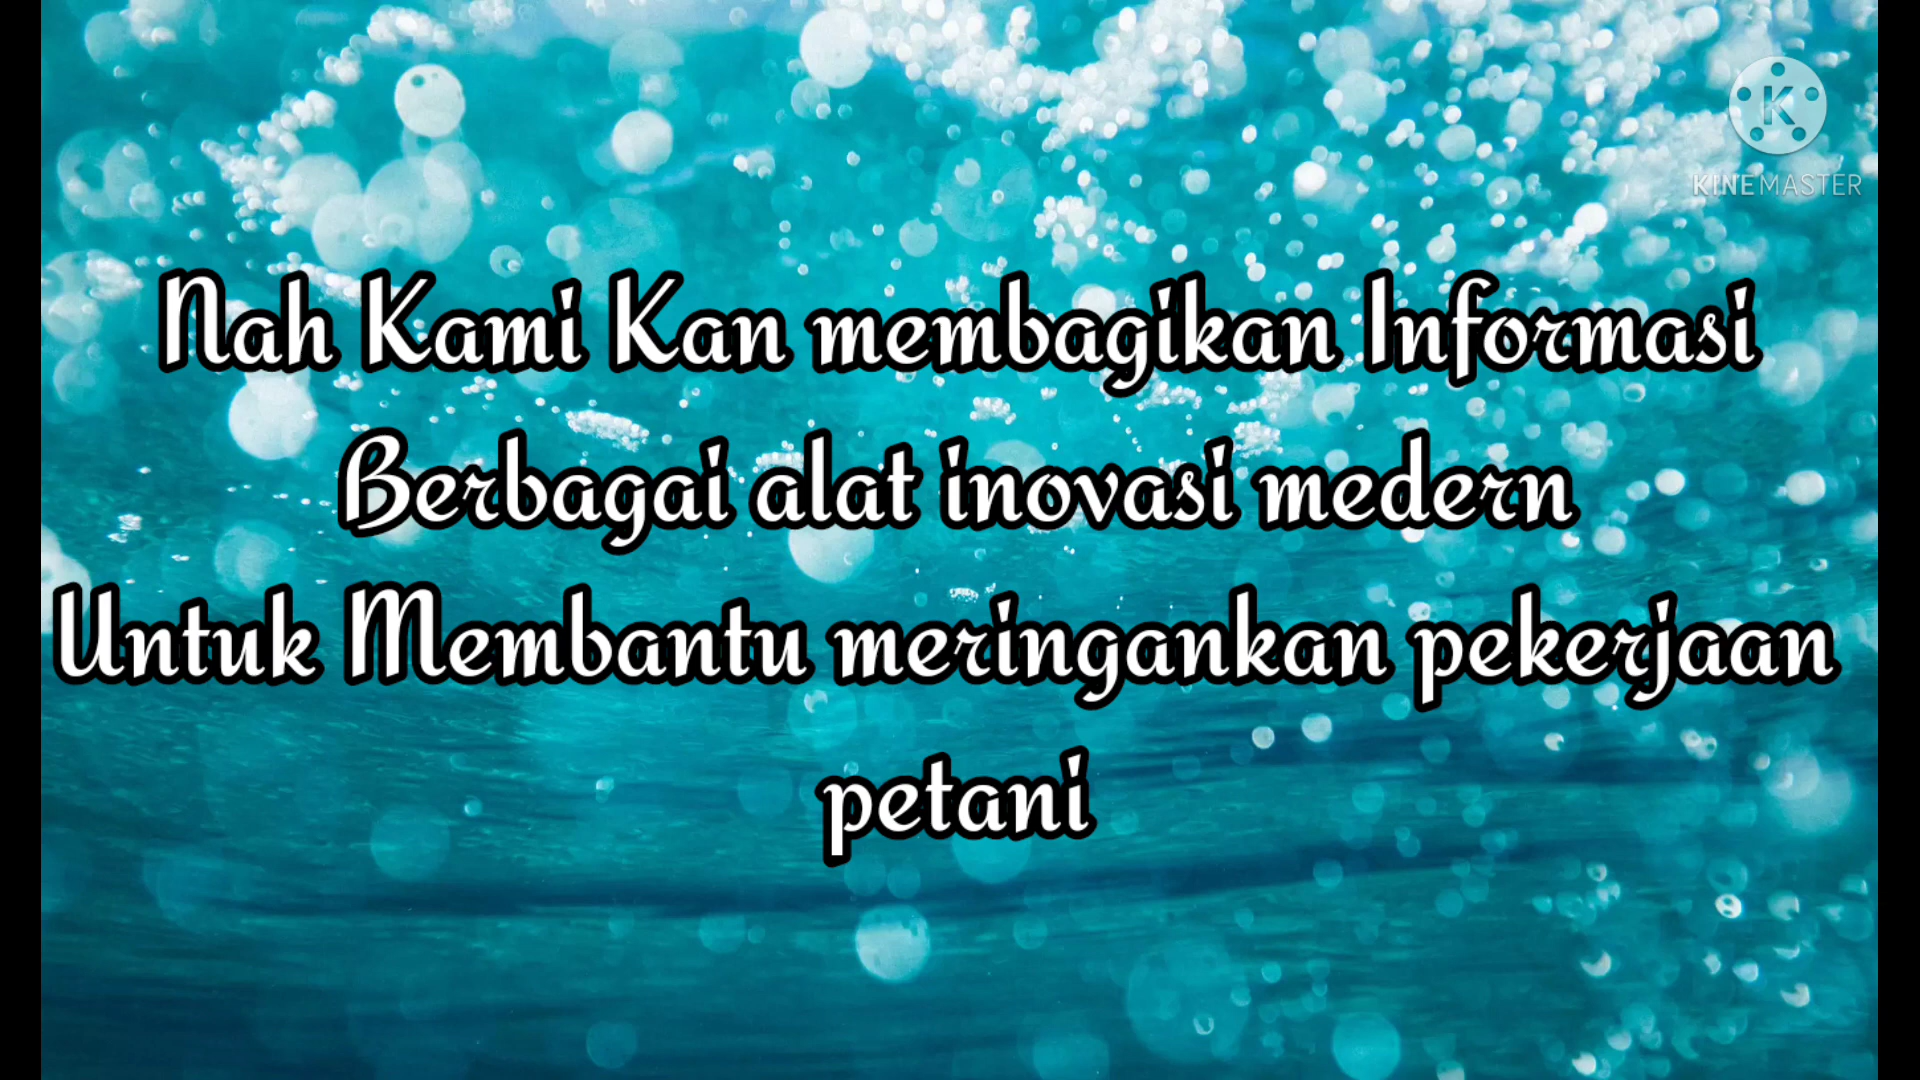 KINEMASTER
Nah Kami Kan membagikan Informasi
Berbagai alat inovasi medern
Untuk Membantu meringankan pekerjaan
petani